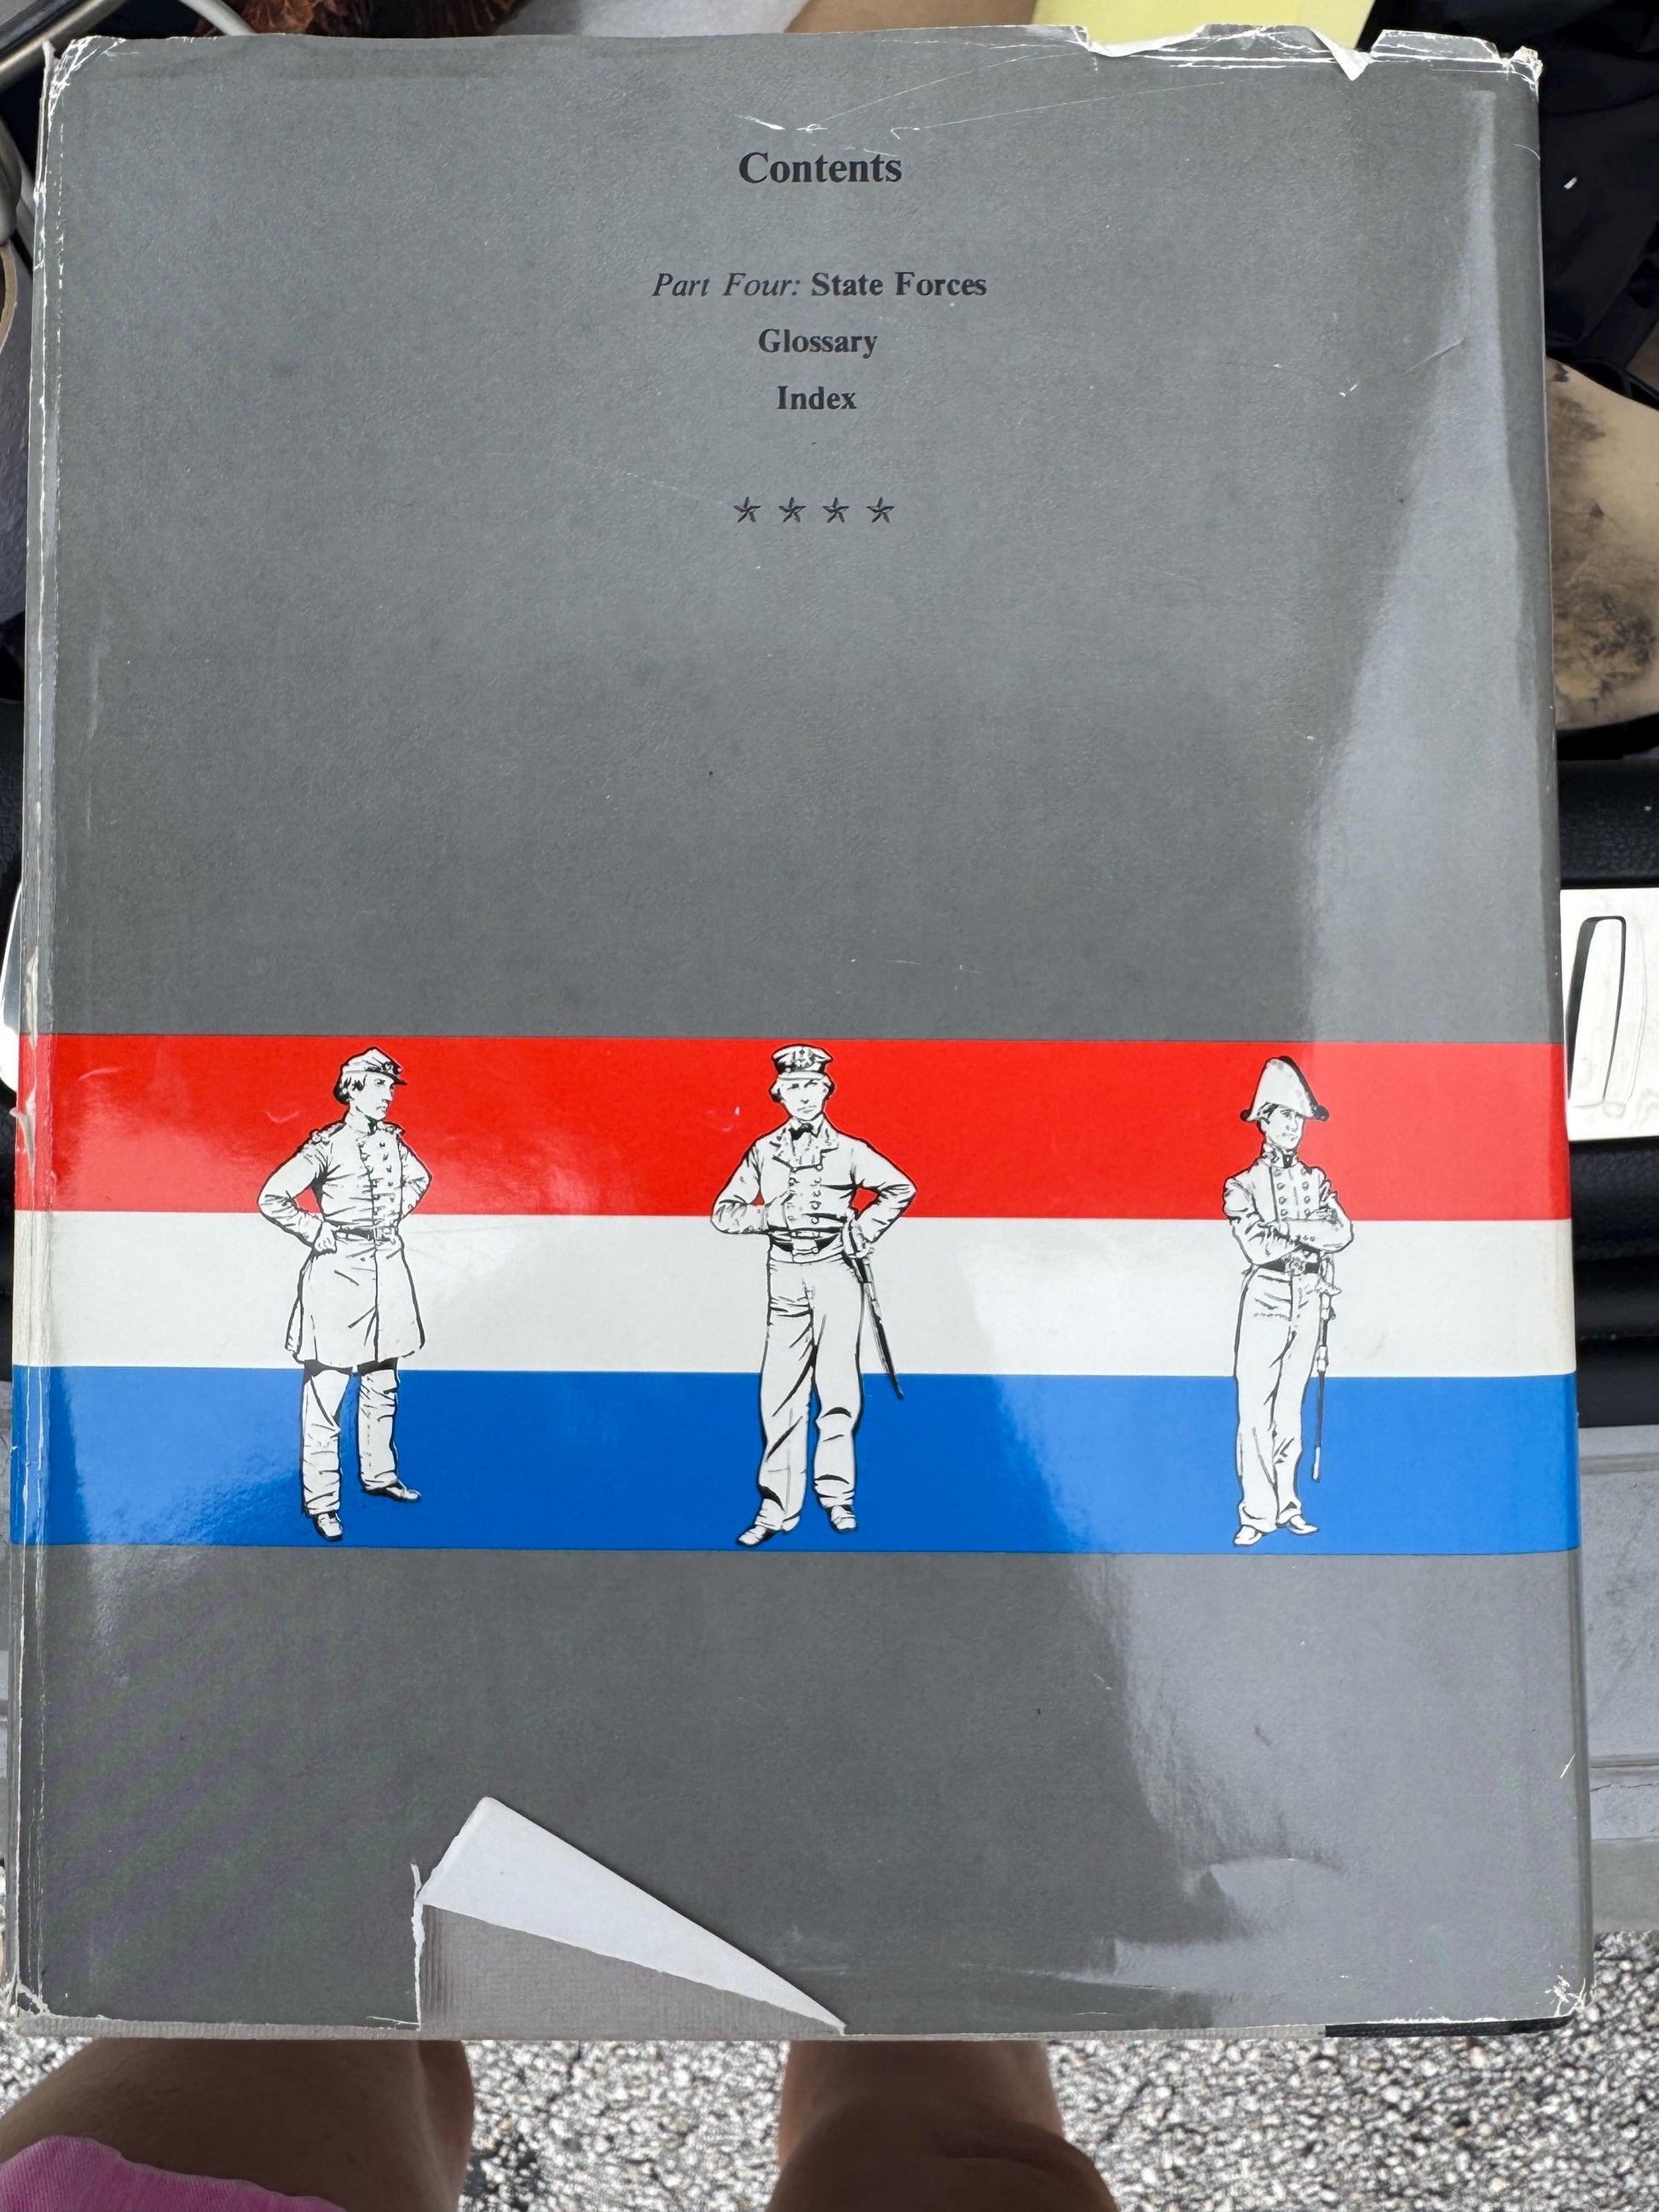 Contents
Part Four: State Forces
Glossary
Index